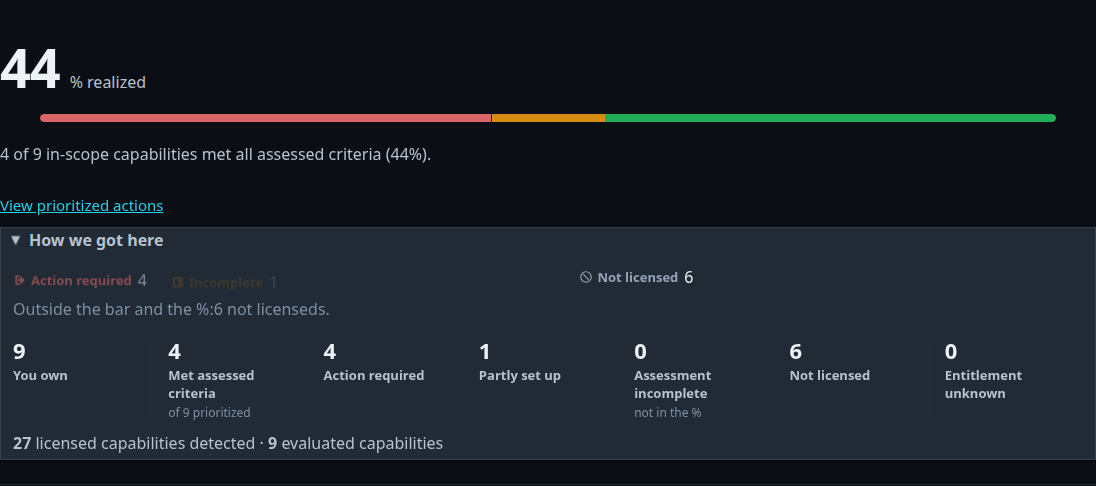 44 % realized
4 of 9 in-scope capabilities met all assessed criteria (44%).
View prioritized actions
▼ How we got here
Action required 4 Incomplete 1 Not licensed 6
Outside the bar and the %:6 not licenseds.
9 4 4 1 0 6 0
You own Met assessed criteria Action required Partly set up Assessment incomplete Not licensed Entitlement unknown
of 9 prioritized not in the %
27 licensed capabilities detected · 9 evaluated capabilities